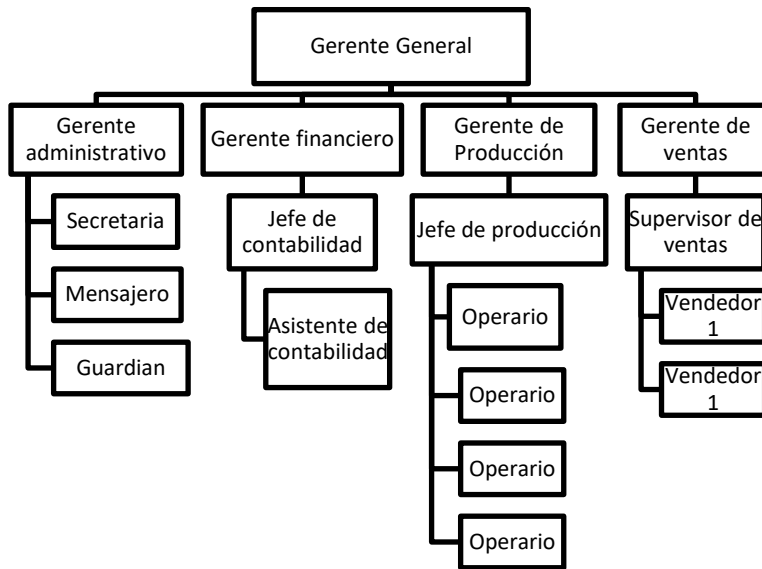 Gerente General
Gerente
administrativo
Secretaria
Mensajero
Guardian
Gerente financiero
Jefe de
contabilidad
Asistente de
contabilidad
Gerente de
Producción
Jefe de producción
Operario
Operario
Operario
Operario
Gerente de
ventas
Supervisor de
ventas
Vendedor
1
Vendedor
1